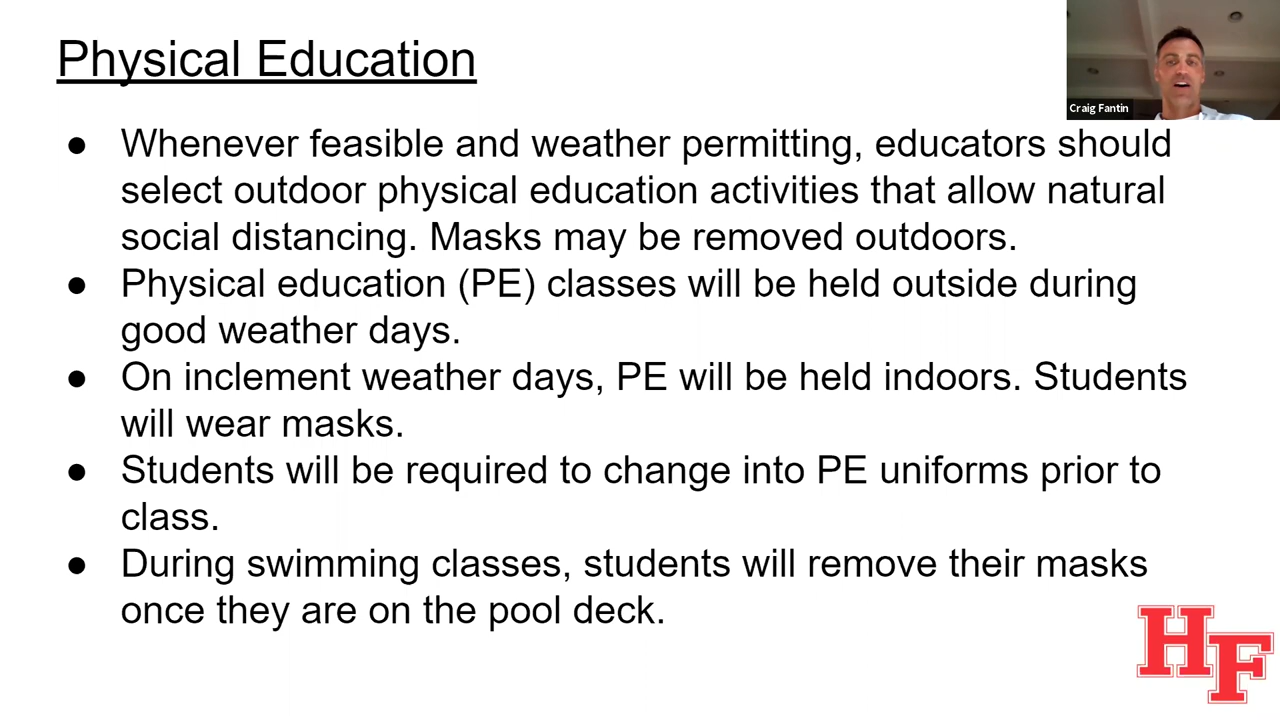 Physical Education
Craig Fantin
● Whenever feasible and weather permitting, educators should
select outdoor physical education activities that allow natural
social distancing. Masks may be removed outdoors.
● Physical education (PE) classes will be held outside during
good weather days.
● On inclement weather days, PE will be held indoors. Students
will wear masks.
● Students will be required to change into PE uniforms prior to
class.
● During swimming classes, students will remove their masks
once they are on the pool deck.
HF